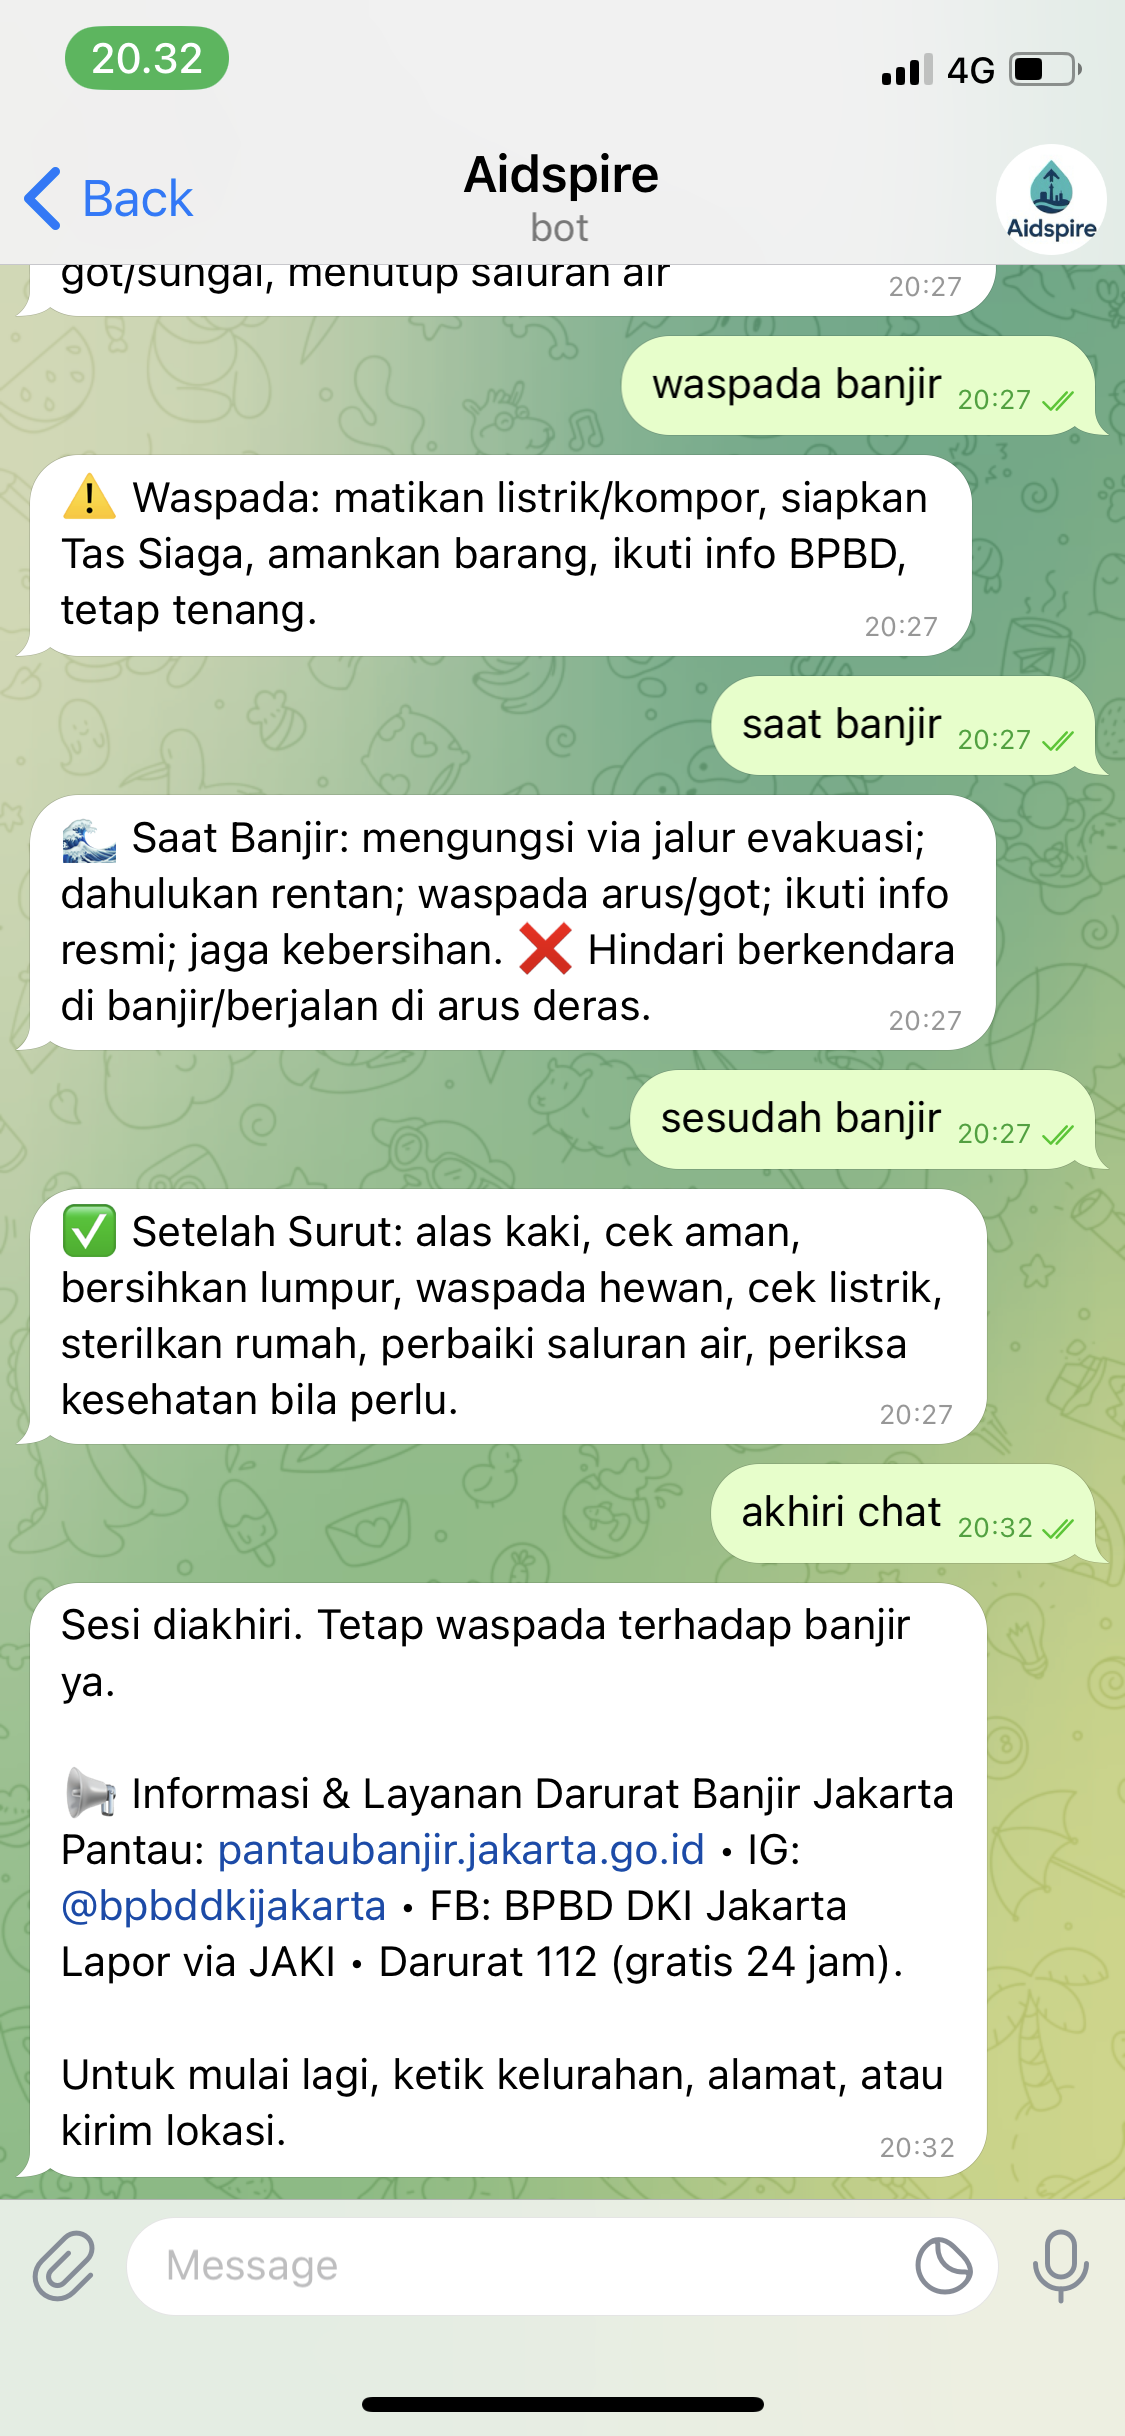 20.32
4G
Back
Aidspire
bot
Aidspire
got/sungai, menutup saluran air
20:27
waspada banjir 20:27
⚠️ Waspada: matikan listrik/kompor, siapkan
Tas Siaga, amankan barang, ikuti info BPBD,
tetap tenang.
20:27
saat banjir 20:27
🌊 Saat Banjir: mengungsi via jalur evakuasi;
dahulukan rentan; waspada arus/got; ikuti info
resmi; jaga kebersihan. ❌ Hindari berkendara
di banjir/berjalan di arus deras.
20:27
sesudah banjir 20:27
✅ Setelah Surut: alas kaki, cek aman,
bersihkan lumpur, waspada hewan, cek listrik,
sterilkan rumah, perbaiki saluran air, periksa
kesehatan bila perlu.
20:27
akhiri chat 20:32
Sesi diakhiri. Tetap waspada terhadap banjir
ya.
📢 Informasi & Layanan Darurat Banjir Jakarta
Pantau: pantaubanjir.jakarta.go.id • IG:
@bpbddkijakarta • FB: BPBD DKI Jakarta
Lapor via JAKI • Darurat 112 (gratis 24 jam).
Untuk mulai lagi, ketik kelurahan, alamat, atau
kirim lokasi.
20:32
Message